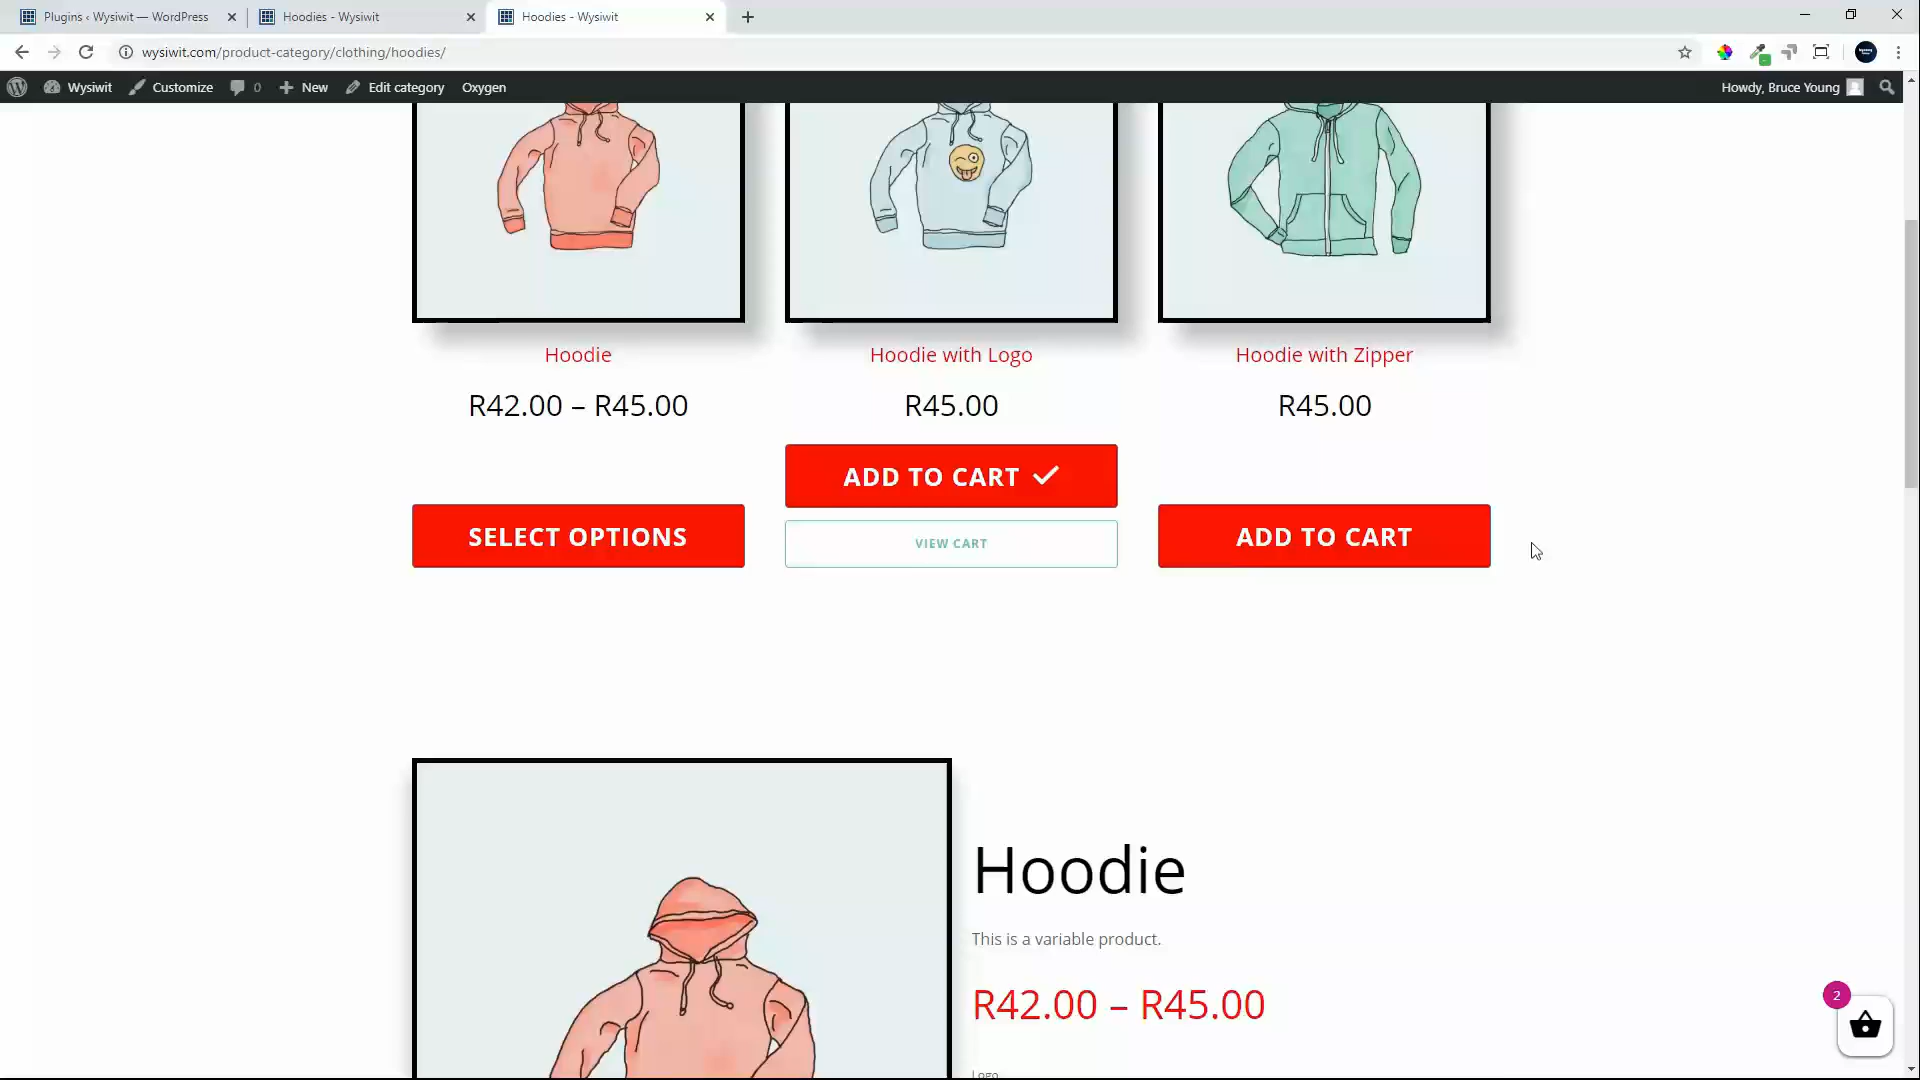 Plugins ‹ Wysiwit — WordPress
Hoodies - Wysiwit
Hoodies - Wysiwit
wysiwit.com/product-category/clothing/hoodies/
Wysiwit
Customize
0
New
Edit category
Oxygen
Howdy, Bruce Young
Hoodie
Hoodie with Logo
Hoodie with Zipper
R42.00 – R45.00
R45.00
R45.00
ADD TO CART
SELECT OPTIONS
VIEW CART
ADD TO CART
Hoodie
This is a variable product.
R42.00 – R45.00
2
Logo